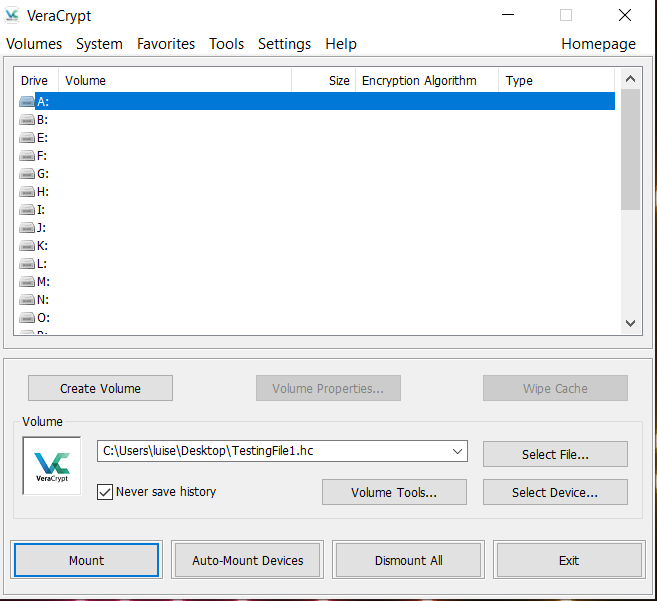 VeraCrypt
Volumes System Favorites Tools Settings Help Homepage
Drive Volume Size Encryption Algorithm Type
A:
B:
E:
F:
G:
H:
I:
J:
K:
L:
M:
N:
O:
Create Volume Volume Properties... Wipe Cache
Volume
VeraCrypt
C:\Users\luise\Desktop\TestingFile1.hc Select File...
Never save history Volume Tools... Select Device...
Mount Auto-Mount Devices Dismount All Exit